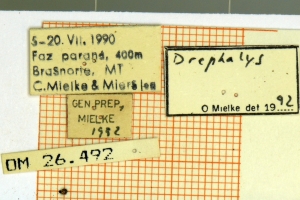 5-20. VII. 1990
Faz paraná, 400m
Brasnorte, MT
C. Mielke & Miers leg
Drephalys
O Mielke det 19.....92
GEN. PREP.
MIELKE
1992
OM 26.492